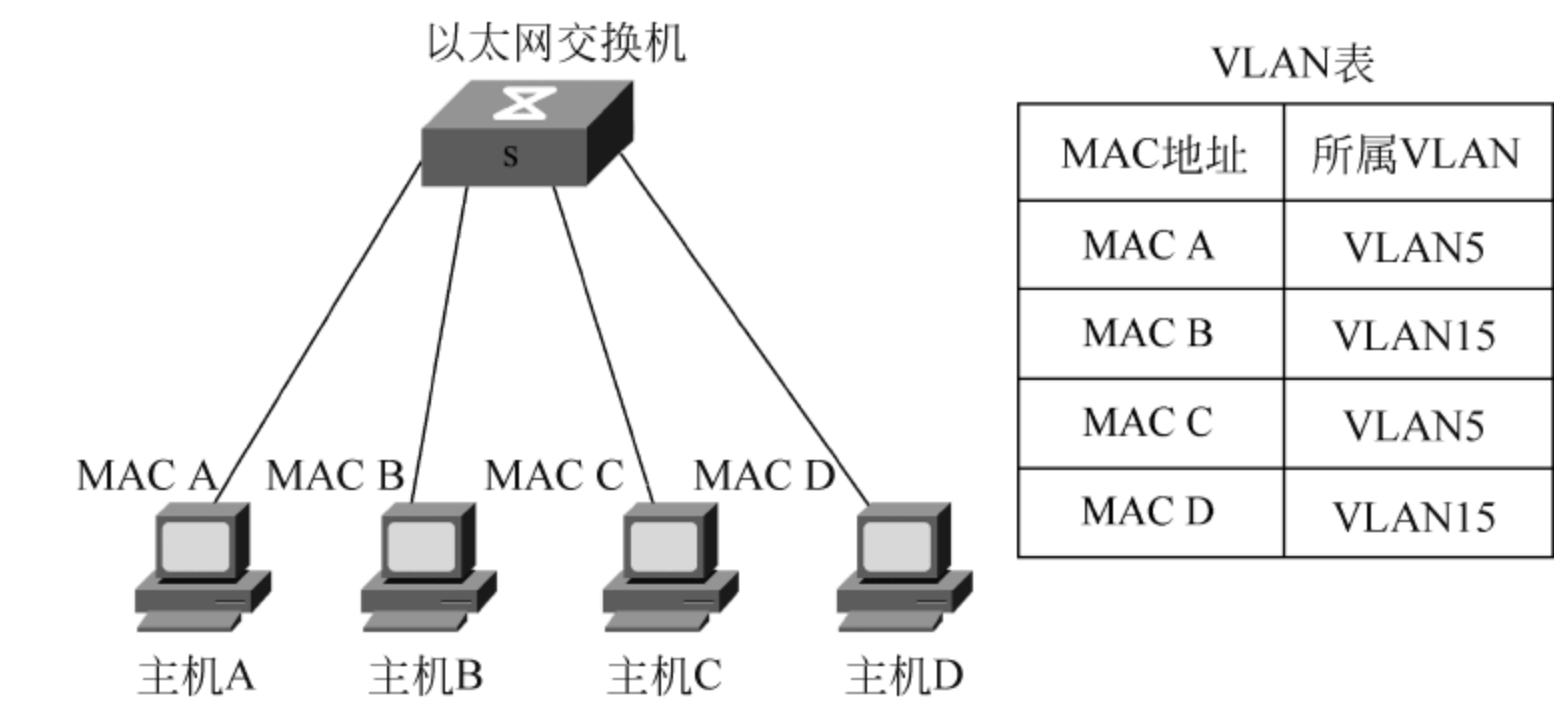 以太网交换机
S
MAC A
MAC B
MAC C
MAC D
主机A
主机B
主机C
主机D
VLAN表
MAC地址 所属VLAN
MAC A VLAN5
MAC B VLAN15
MAC C VLAN5
MAC D VLAN15